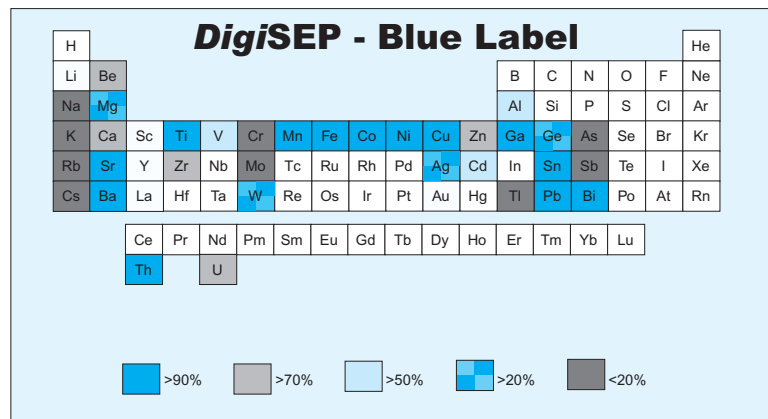 DigiSEP - Blue Label
H He
Li Be B C N O F Ne
Na Mg Al Si P S Cl Ar
K Ca Sc Ti V Cr Mn Fe Co Ni Cu Zn Ga Ge As Se Br Kr
Rb Sr Y Zr Nb Mo Tc Ru Rh Pd Ag Cd In Sn Sb Te I Xe
Cs Ba La Hf Ta W Re Os Ir Pt Au Hg Tl Pb Bi Po At Rn
Ce Pr Nd Pm Sm Eu Gd Tb Dy Ho Er Tm Yb Lu
Th U
>90% >70% >50% >20% <20%